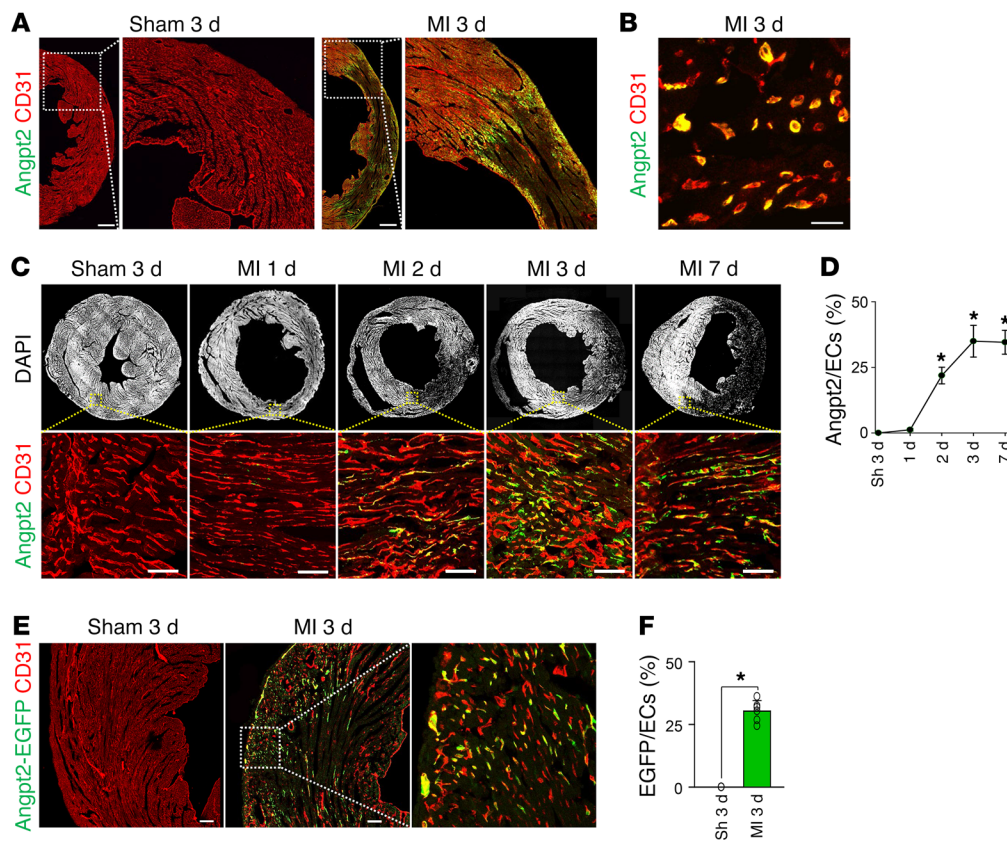 A
Sham 3 d
MI 3 d
Angpt2 CD31
B
MI 3 d
Angpt2 CD31
C
Sham 3 d
MI 1 d
MI 2 d
MI 3 d
MI 7 d
DAPI
Angpt2 CD31
D
Angpt2/ECs (%)
50
25
0
*
*
*
Sh 3 d
1 d
2 d
3 d
7 d
E
Sham 3 d
MI 3 d
Angpt2-EGFP CD31
F
EGFP/ECs (%)
50
25
0
*
Sh 3 d
MI 3 d